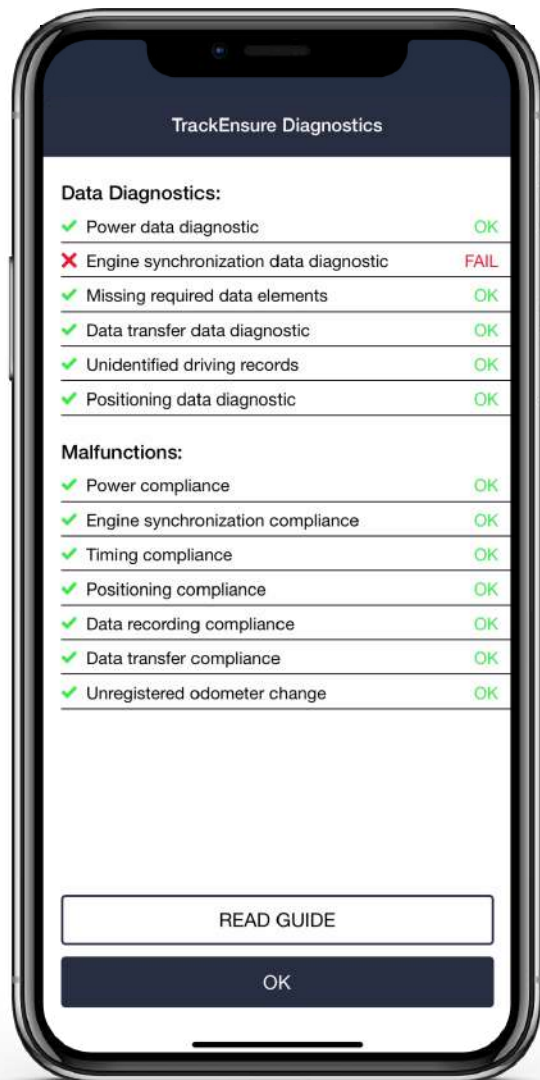 TrackEnsure Diagnostics
Data Diagnostics:
Power data diagnostic OK
Engine synchronization data diagnostic FAIL
Missing required data elements OK
Data transfer data diagnostic OK
Unidentified driving records OK
Positioning data diagnostic OK
Malfunctions:
Power compliance OK
Engine synchronization compliance OK
Timing compliance OK
Positioning compliance OK
Data recording compliance OK
Data transfer compliance OK
Unregistered odometer change OK
READ GUIDE
OK